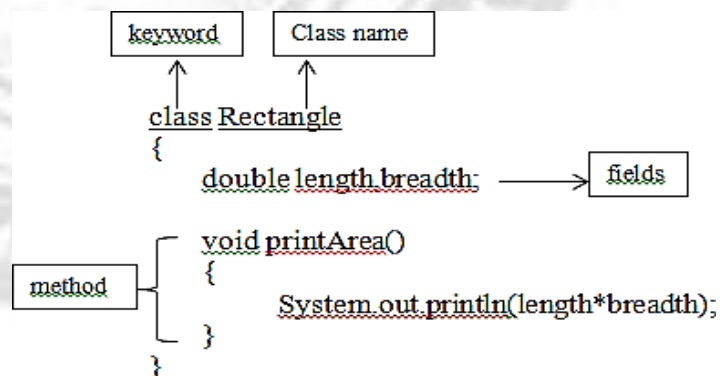 keyword
Class name
class Rectangle
{
double length,breadth;
fields
void printArea()
method
{
System.out.println(length*breadth);
}
}